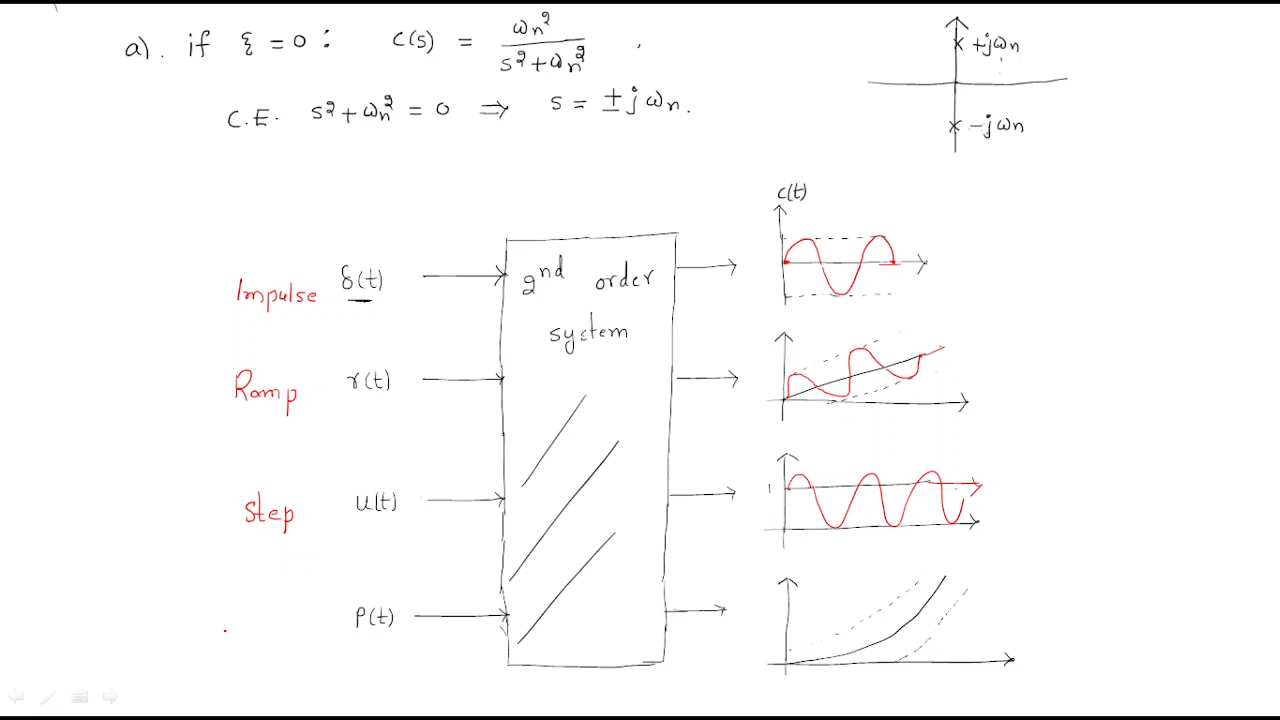 a). if ξ = 0 : c(s) = ωn² / s² + ωn² .
C.E. s² + ωn² = 0 ⇒ s = ± jωn.
+jωn
-jωn
c(t)
Impulse δ(t)
2nd order
system
Ramp r(t)
Step u(t)
1
p(t)